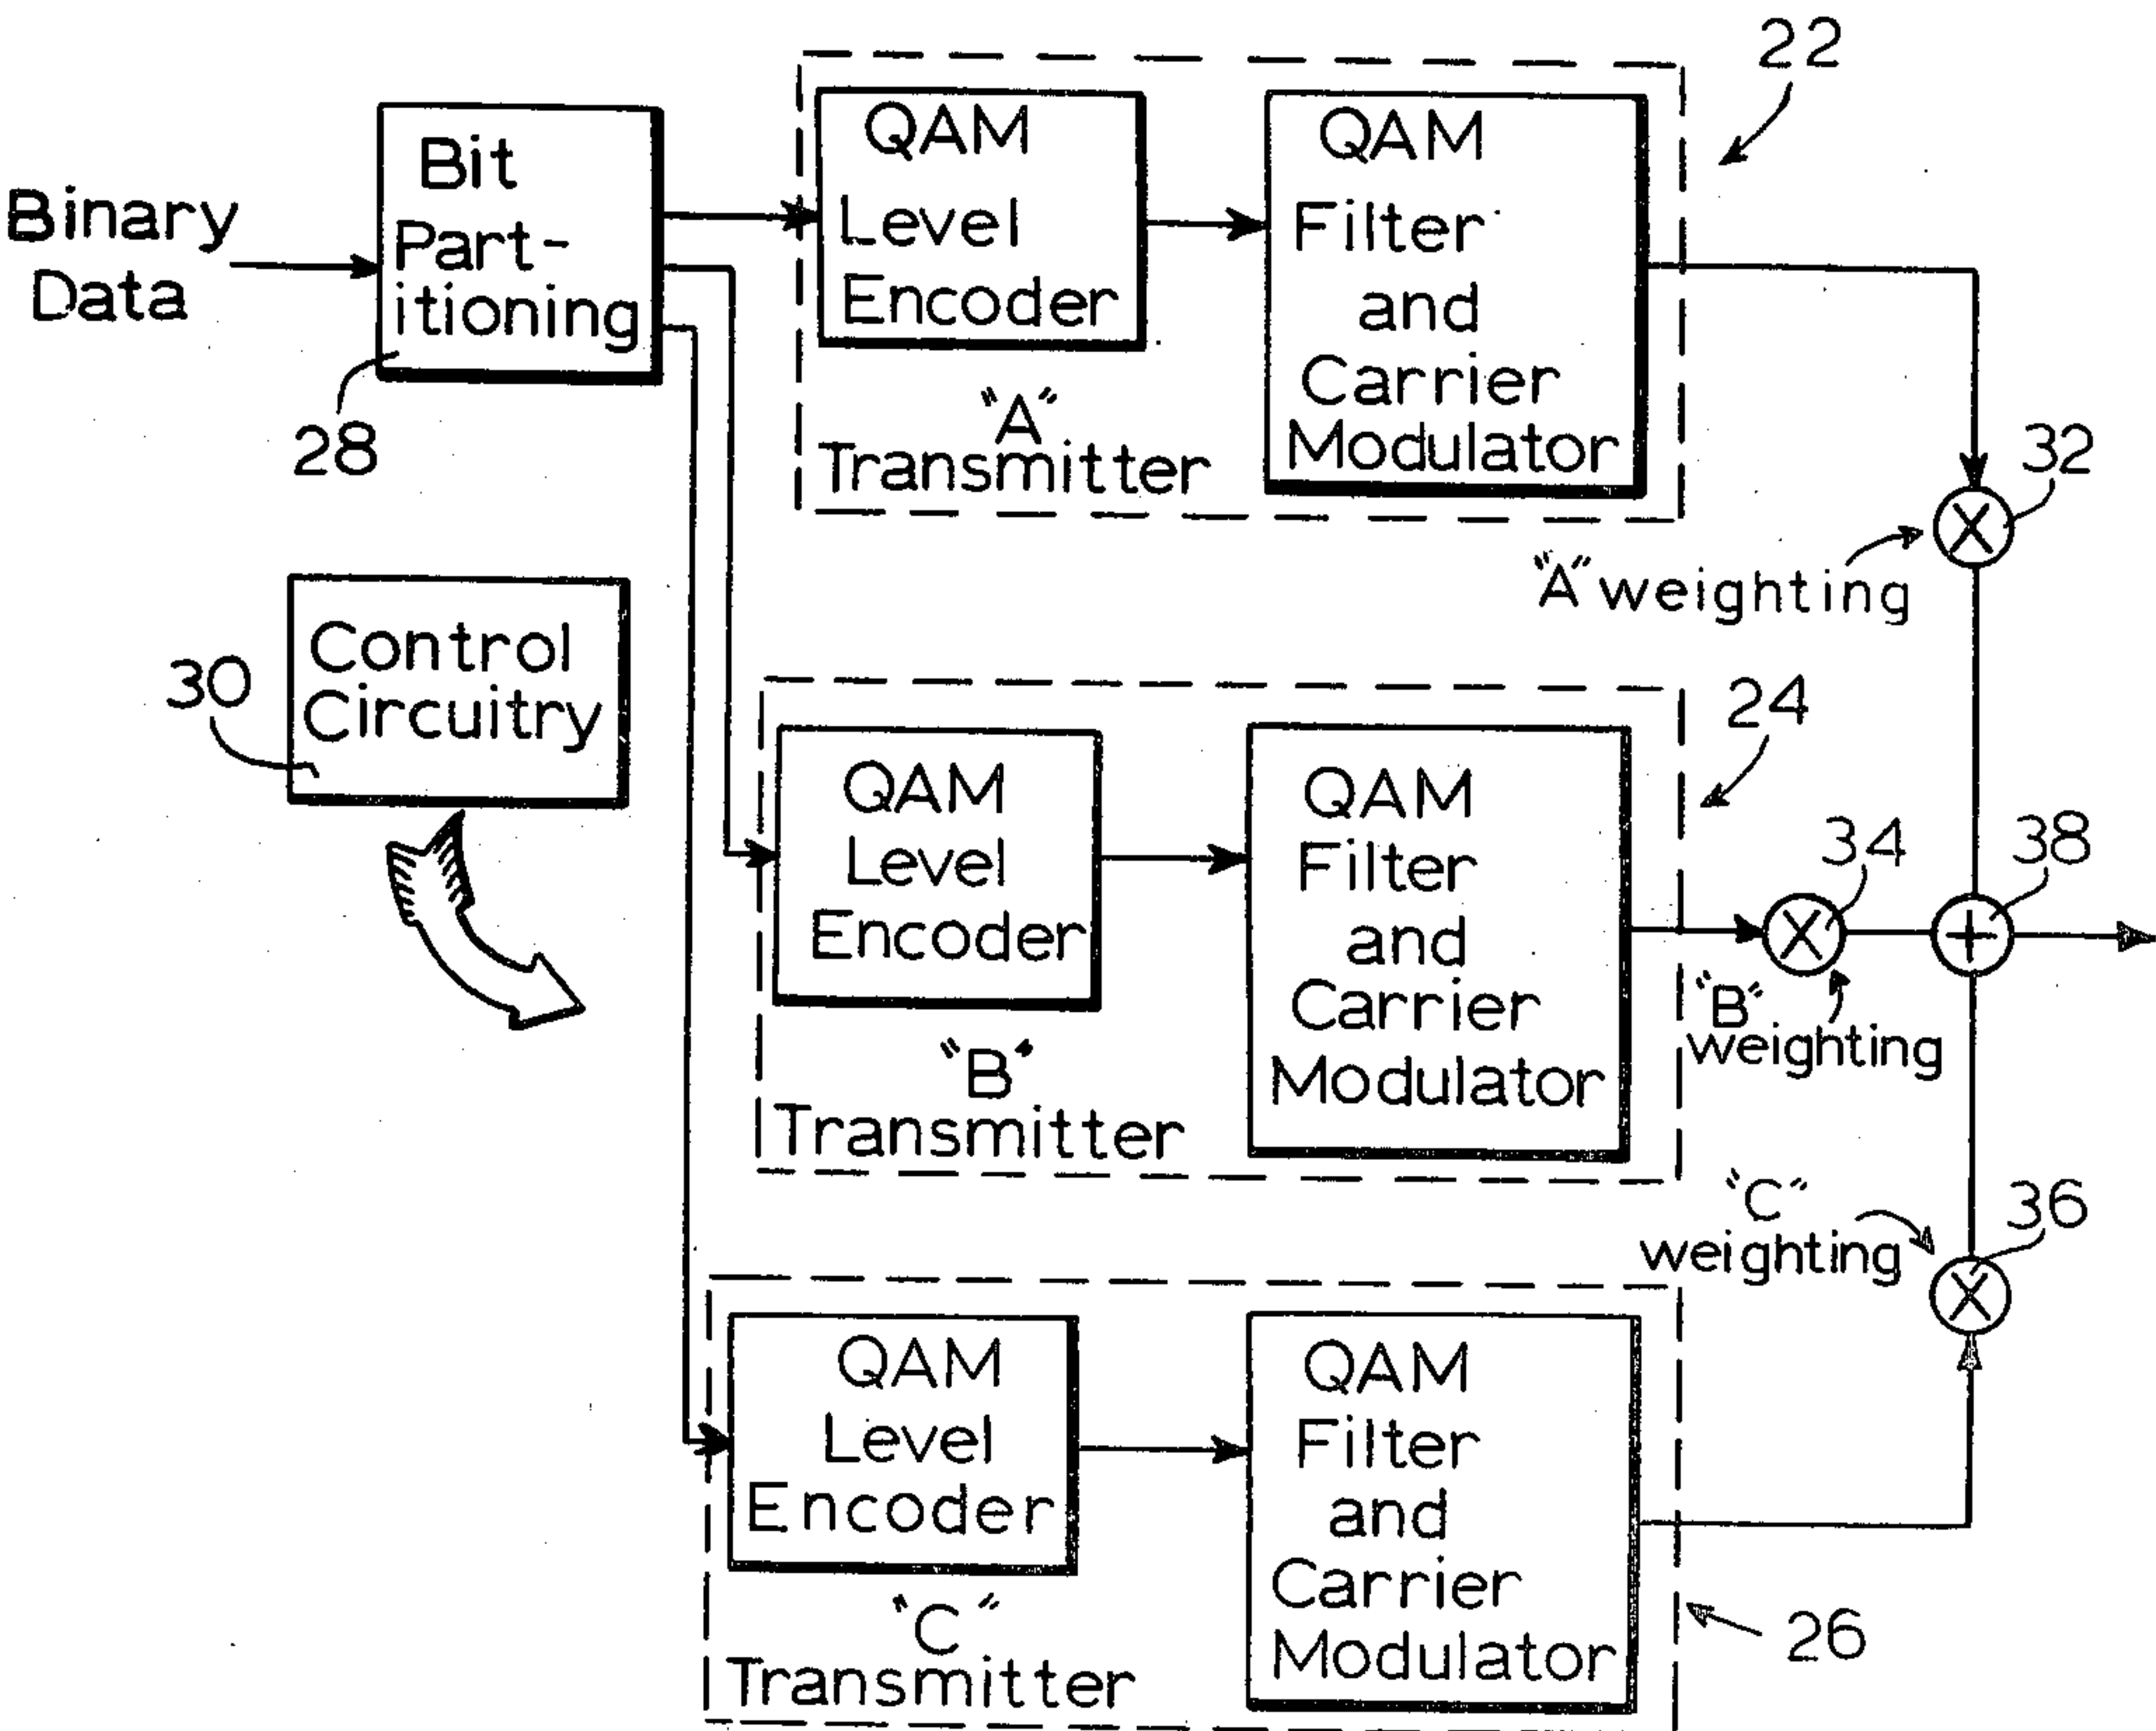 22
Binary
Data
Bit
Part-
itioning
28
QAM
Level
Encoder
"A"
Transmitter
QAM
Filter
and
Carrier
Modulator
32
"A" weighting
Control
Circuitry
30
24
QAM
Level
Encoder
"B"
Transmitter
QAM
Filter
and
Carrier
Modulator
34
38
"B"
weighting
"C"
weighting
36
QAM
Level
Encoder
"C"
Transmitter
QAM
Filter
and
Carrier
Modulator
26